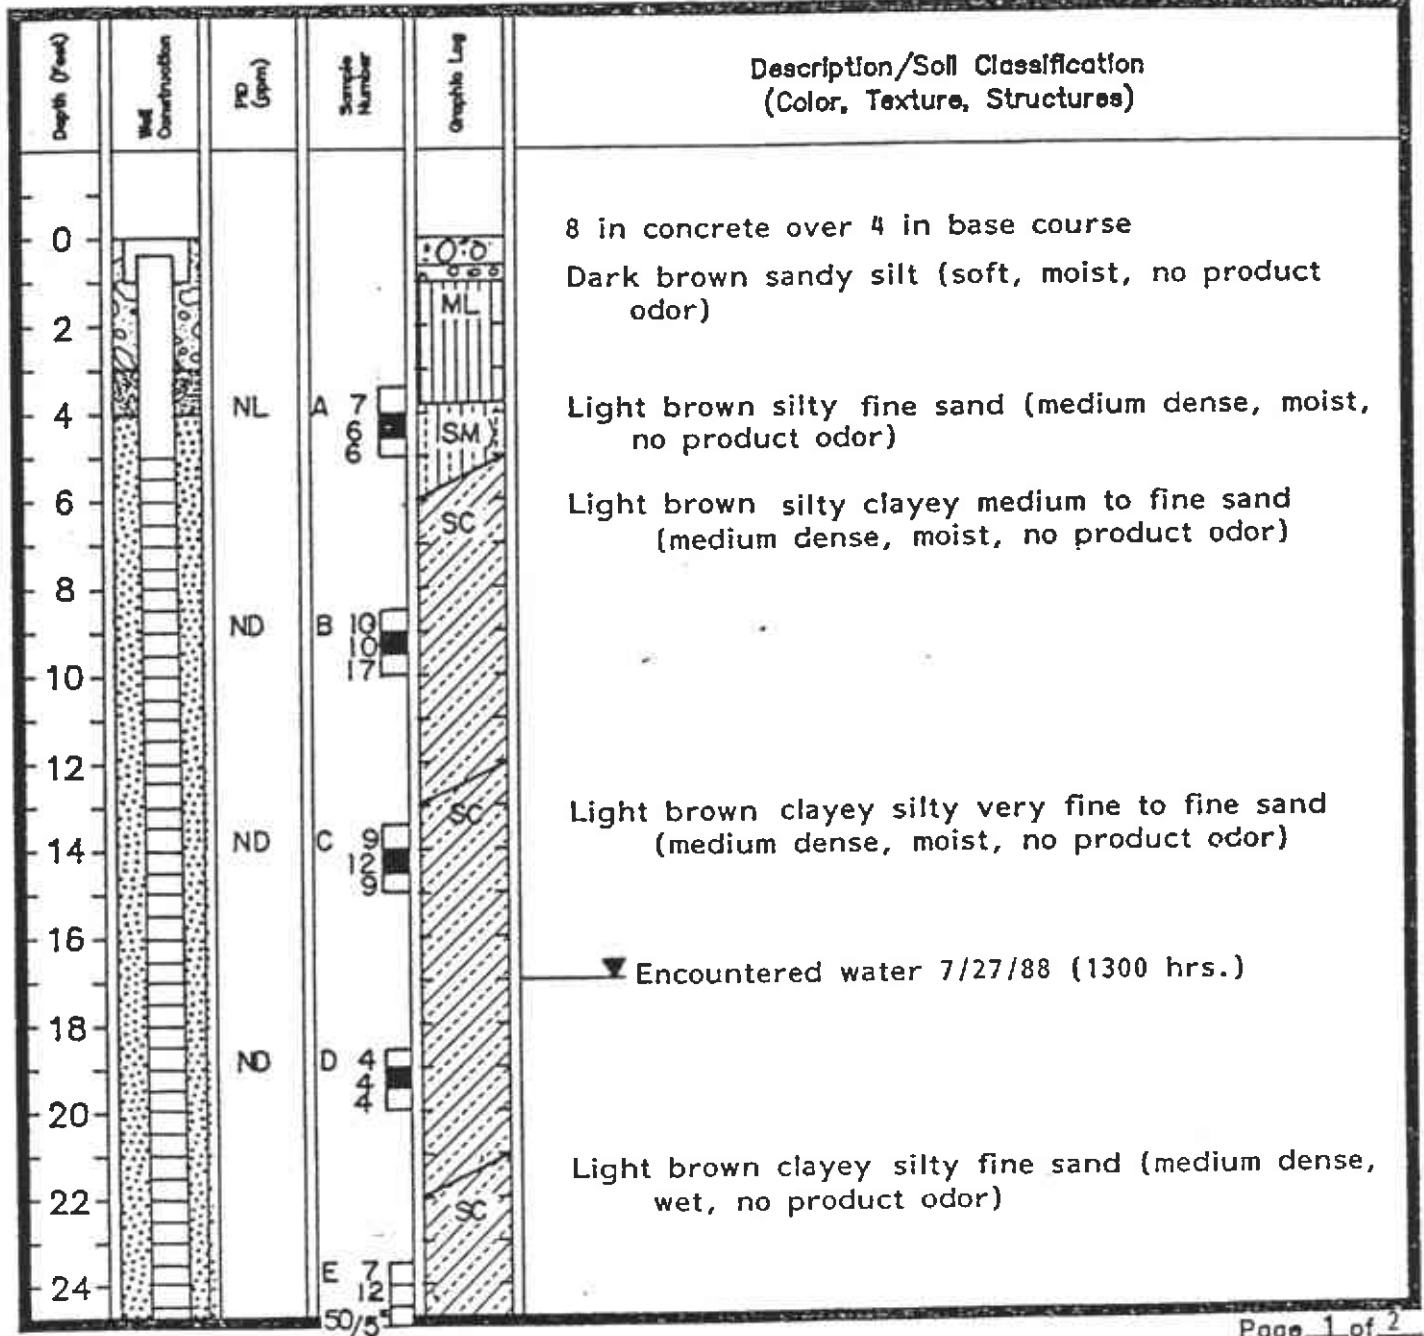 Depth (Feet)
Well Construction
PID (ppm)
Sample Number
Graphic Log
Description/Soil Classification
(Color, Texture, Structures)
0
8 in concrete over 4 in base course
Dark brown sandy silt (soft, moist, no product
odor)
ML
2
4
NL
A 7
6
6
SM
Light brown silty fine sand (medium dense, moist,
no product odor)
6
SC
Light brown silty clayey medium to fine sand
(medium dense, moist, no product odor)
8
ND
B 10
10
17
10
12
SC
Light brown clayey silty very fine to fine sand
(medium dense, moist, no product odor)
14
ND
C 9
12
9
16
Encountered water 7/27/88 (1300 hrs.)
18
ND
D 4
4
4
20
Light brown clayey silty fine sand (medium dense,
wet, no product odor)
22
SC
24
E 7
12
50/5"
Page 1 of 2